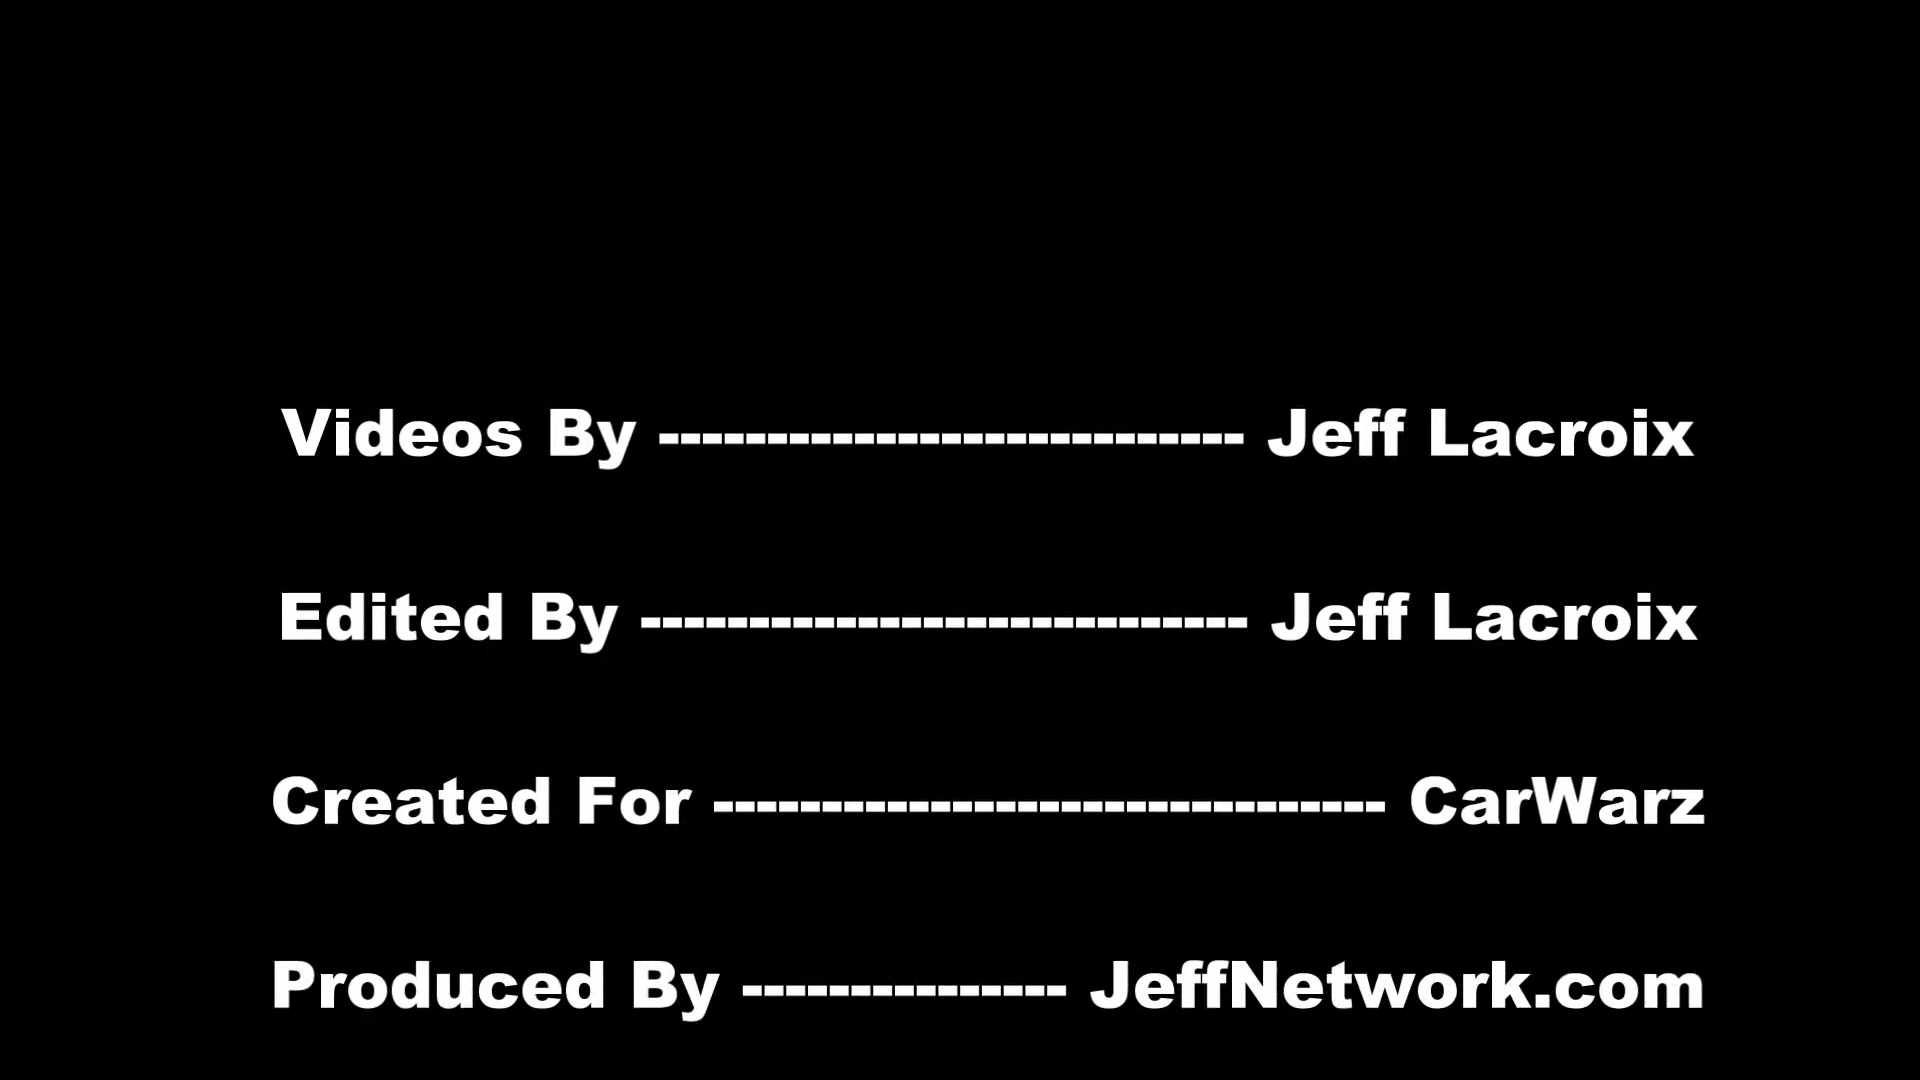 Videos By --------------------------- Jeff Lacroix
Edited By ---------------------------- Jeff Lacroix
Created For ------------------------------- CarWarz
Produced By --------------- JeffNetwork.com